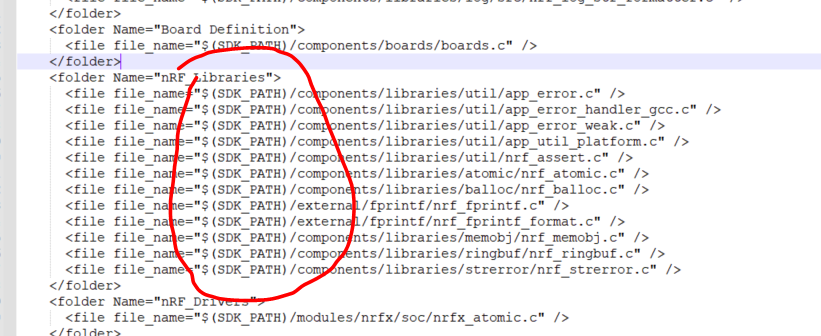 </folder>
<folder Name="Board Definition">
<file file_name="$(SDK_PATH)/components/boards/boards.c" />
</folder>
<folder Name="nRF_Libraries">
<file file_name="$(SDK_PATH)/components/libraries/util/app_error.c" />
<file file_name="$(SDK_PATH)/components/libraries/util/app_error_handler_gcc.c" />
<file file_name="$(SDK_PATH)/components/libraries/util/app_error_weak.c" />
<file file_name="$(SDK_PATH)/components/libraries/util/app_util_platform.c" />
<file file_name="$(SDK_PATH)/components/libraries/util/nrf_assert.c" />
<file file_name="$(SDK_PATH)/components/libraries/atomic/nrf_atomic.c" />
<file file_name="$(SDK_PATH)/components/libraries/balloc/nrf_balloc.c" />
<file file_name="$(SDK_PATH)/external/fprintf/nrf_fprintf.c" />
<file file_name="$(SDK_PATH)/external/fprintf/nrf_fprintf_format.c" />
<file file_name="$(SDK_PATH)/components/libraries/memobj/nrf_memobj.c" />
<file file_name="$(SDK_PATH)/components/libraries/ringbuf/nrf_ringbuf.c" />
<file file_name="$(SDK_PATH)/components/libraries/strerror/nrf_strerror.c" />
</folder>
<folder Name="nRF_Drivers">
<file file_name="$(SDK_PATH)/modules/nrfx/soc/nrfx_atomic.c" />
</folder>